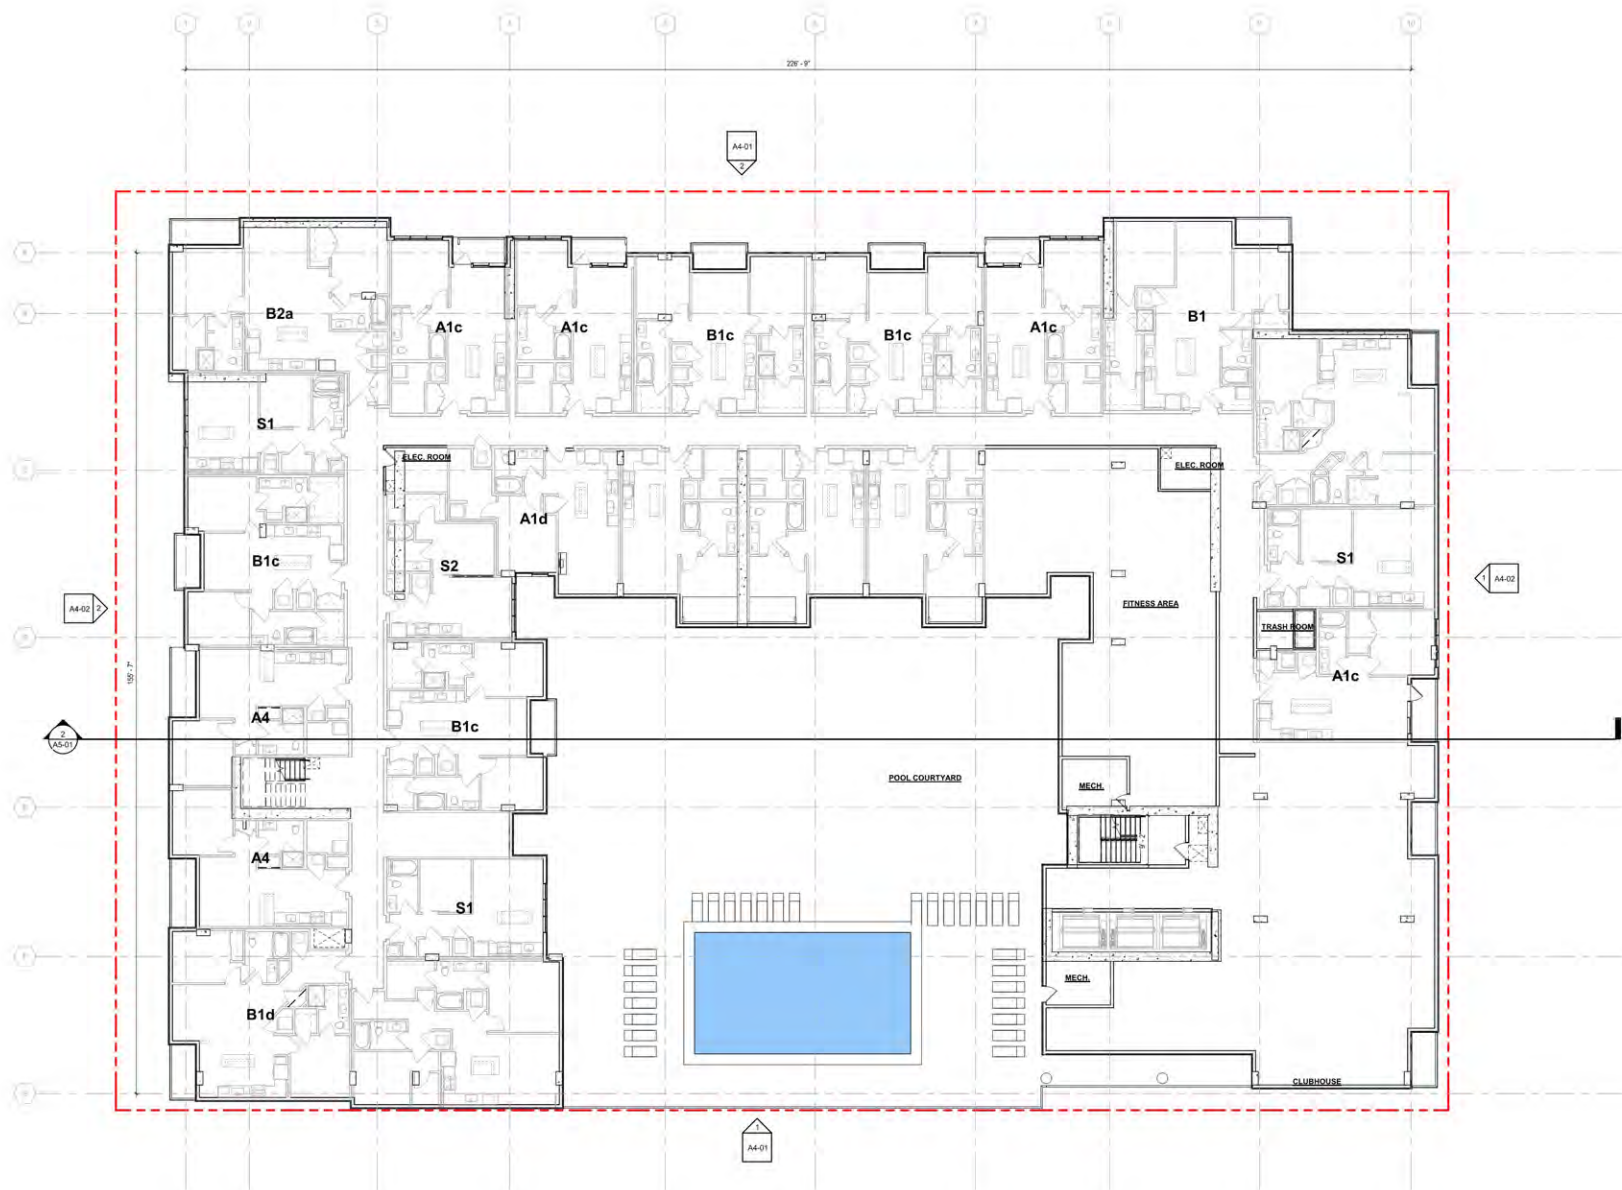 226' - 9"
A4-01
2
B2a
B1
A1c
A1c
A1c
B1c
B1c
S1
ELEC. ROOM
ELEC. ROOM
A1d
B1c
S2
S1
A4-02
2
1
A4-02
FITNESS AREA
TRASH ROOM
155' - 7"
A1c
A4
B1c
2
A5-01
POOL COURTYARD
MECH.
9' - 2"
A4
S1
MECH.
B1d
CLUBHOUSE
1
A4-01